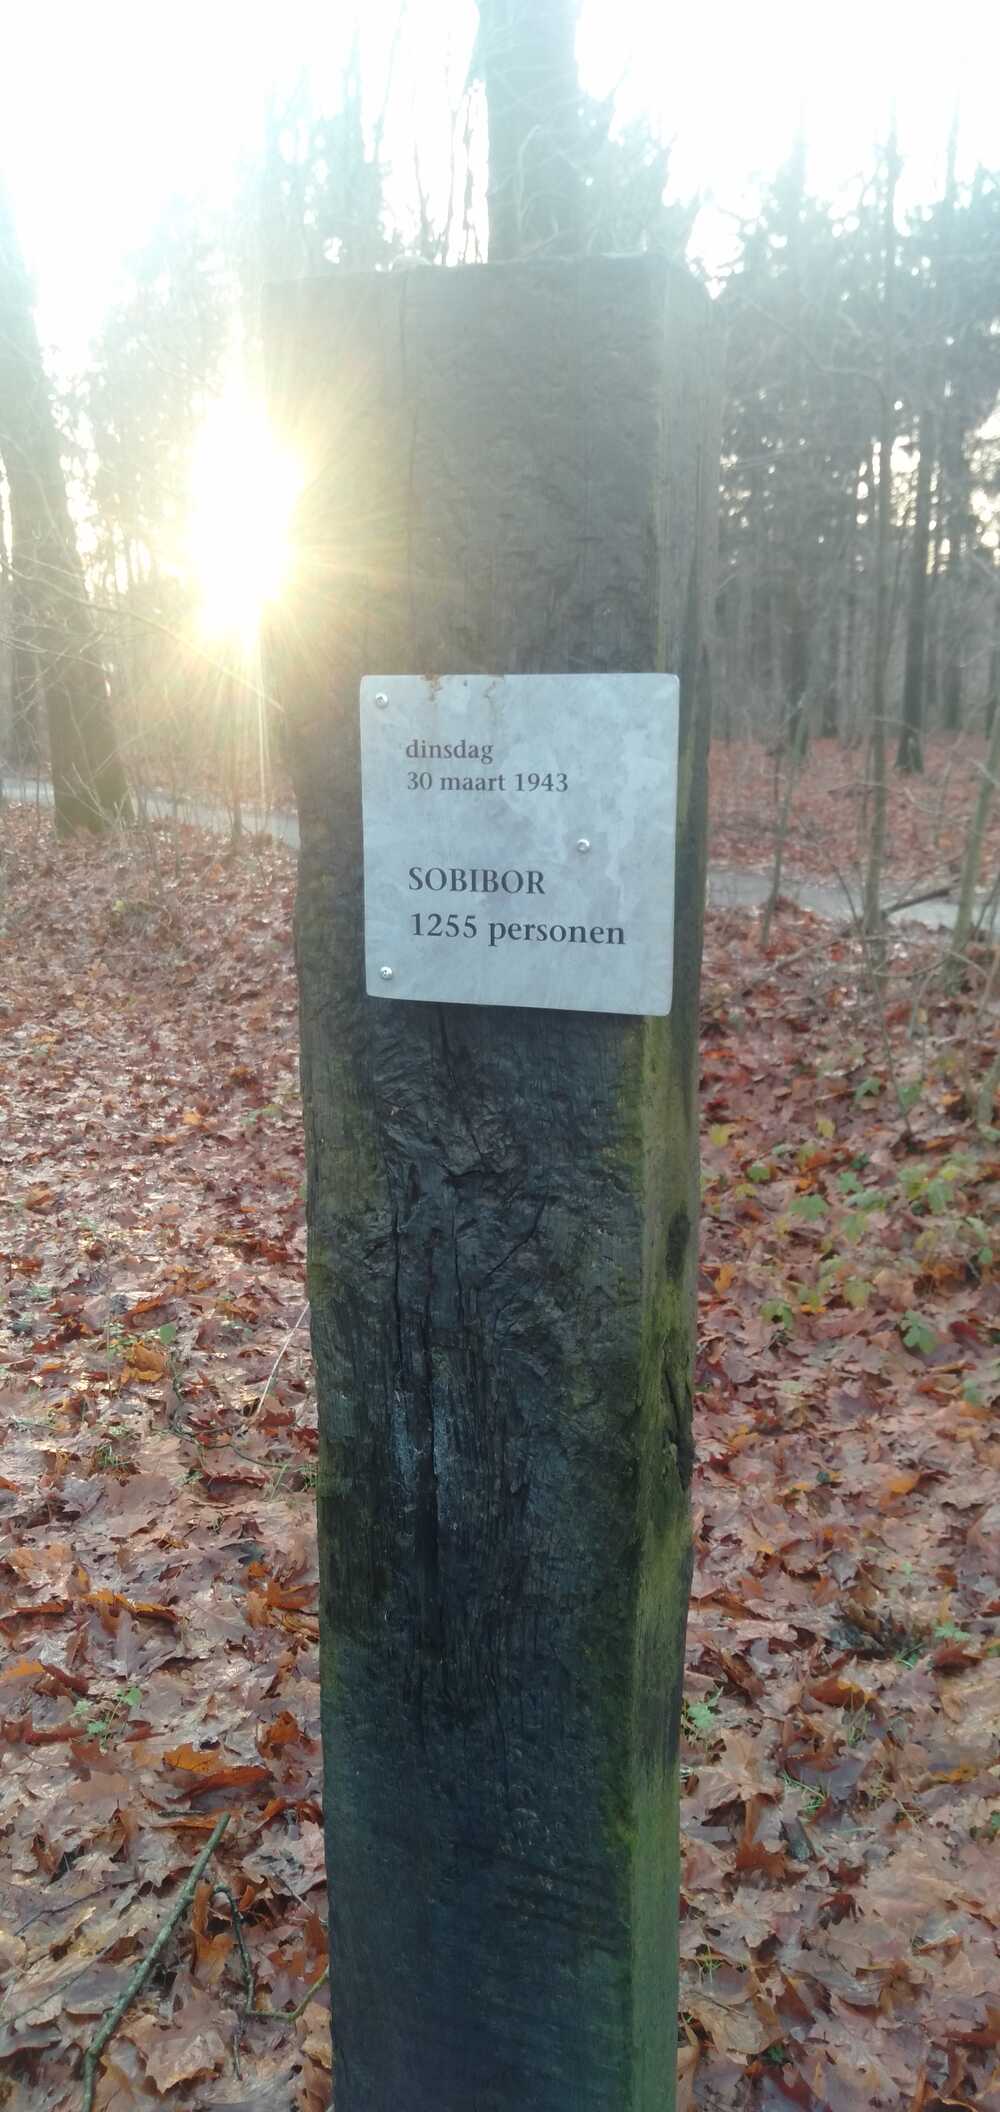 dinsdag
30 maart 1943
SOBIBOR
1255 personen